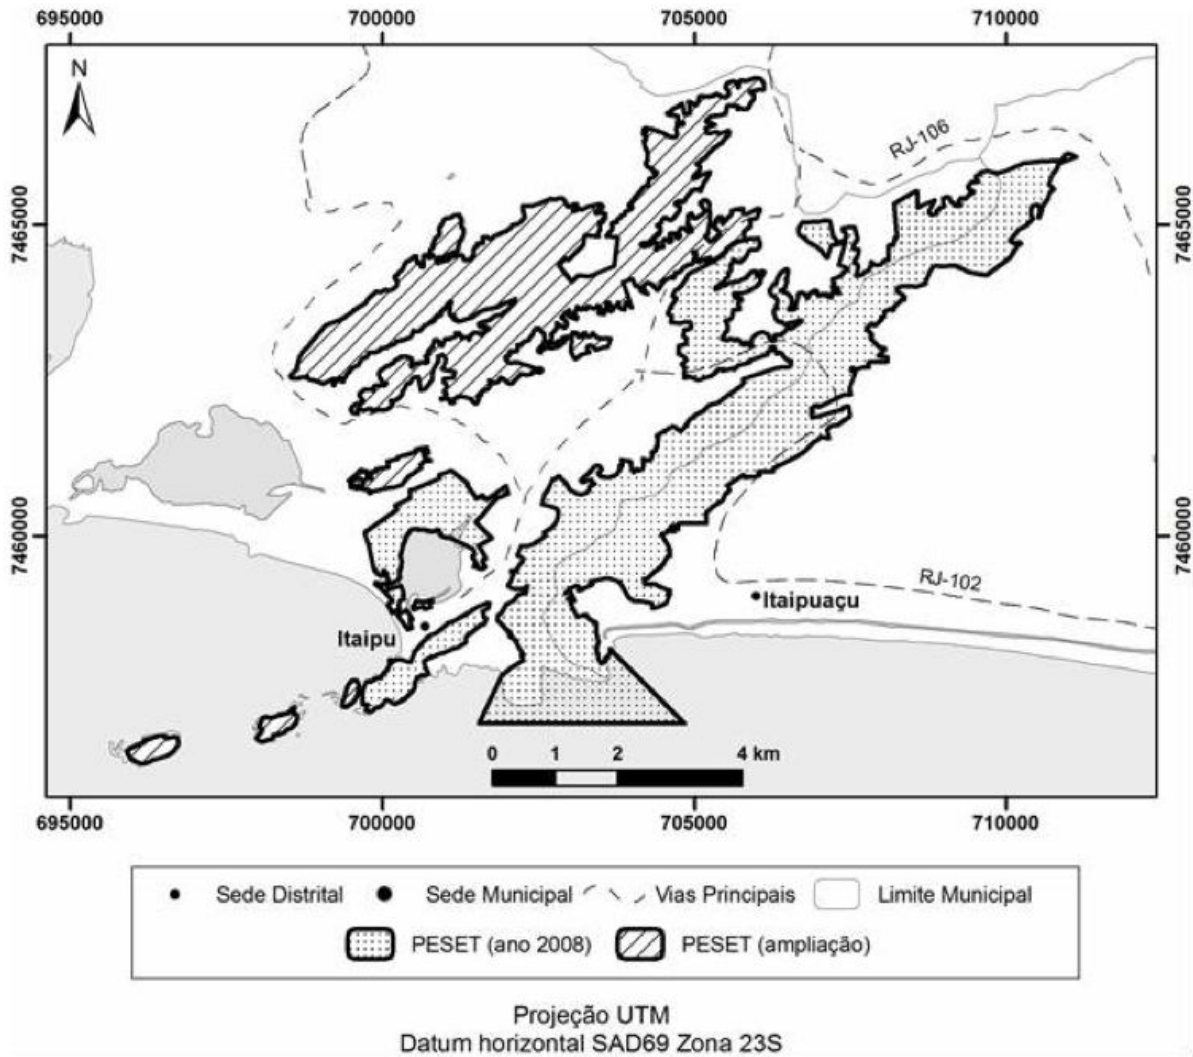 695000 700000 705000 710000
N
RJ-106
7465000 7465000
7460000 7460000
RJ-102
Itaipuaçu
Itaipu
0 1 2 4 km
695000 700000 705000 710000
Sede Distrital Sede Municipal Vias Principais Limite Municipal
PESET (ano 2008) PESET (ampliação)
Projeção UTM
Datum horizontal SAD69 Zona 23S